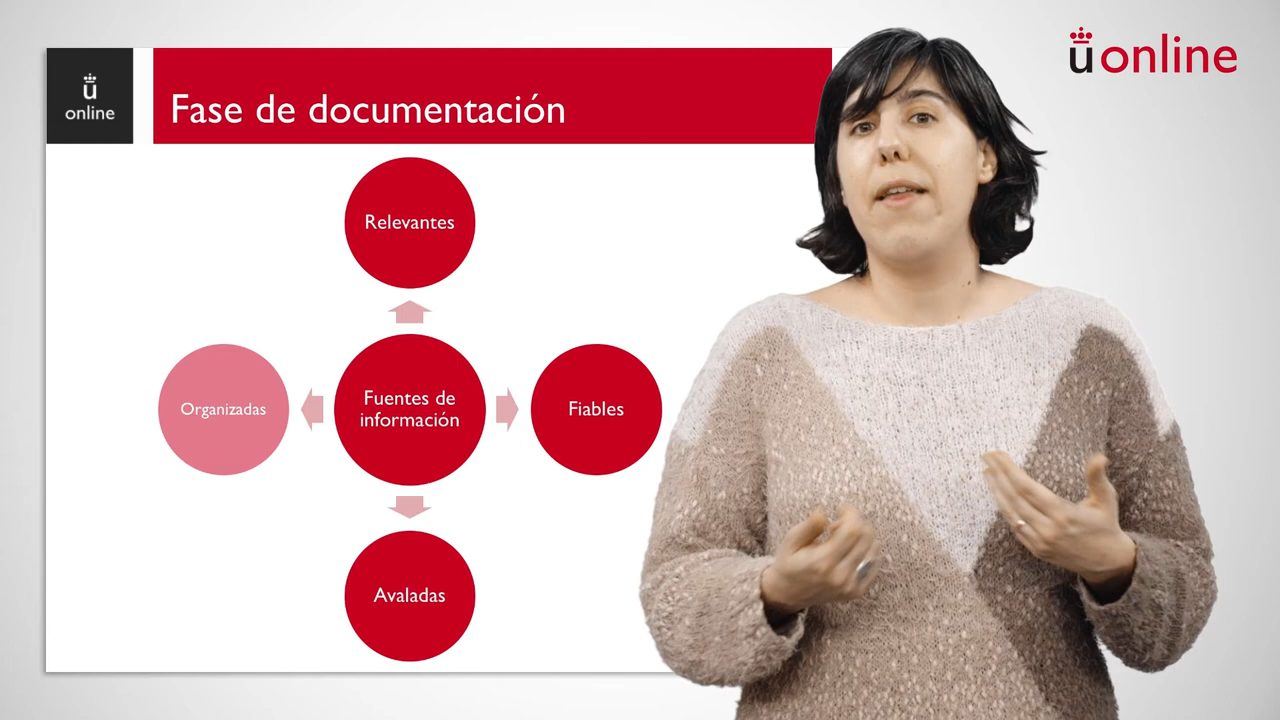 ü online
ü
online
Fase de documentación
Relevantes
Organizadas
Fuentes de
información
Fiables
Avaladas